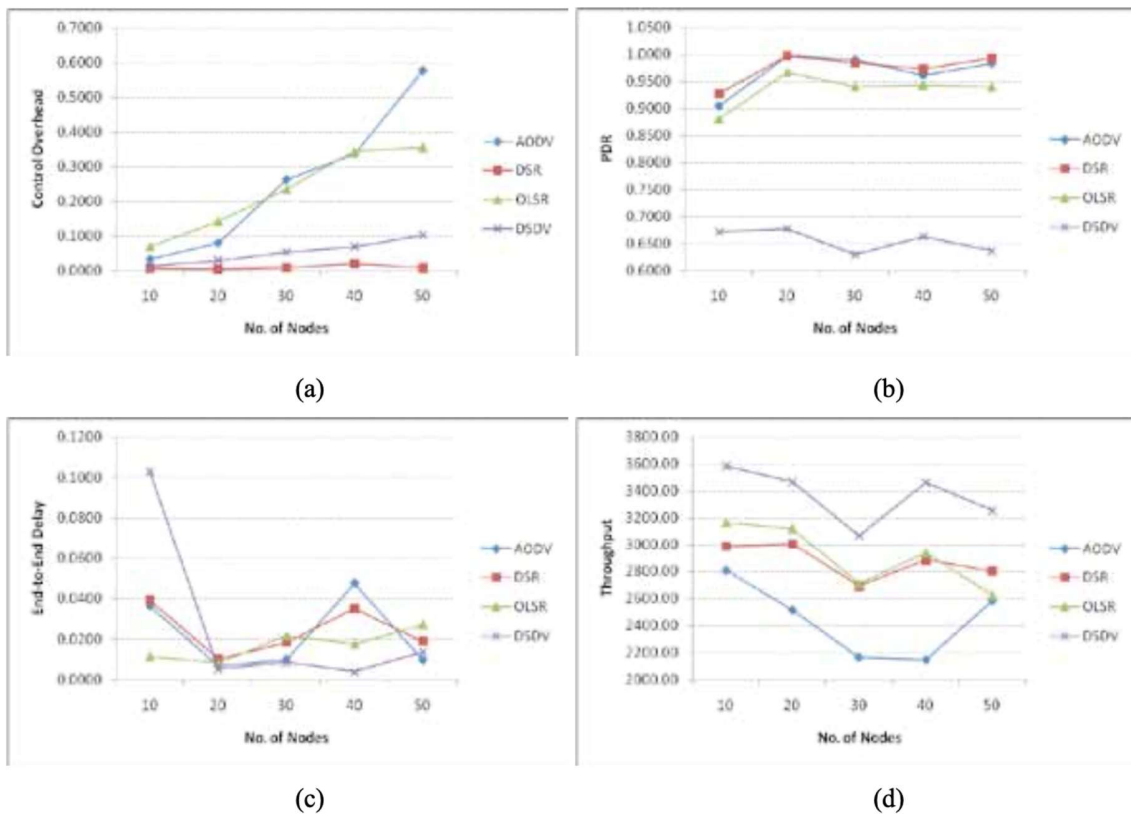 0.7000
0.6000
0.5000
0.4000
0.3000
0.2000
0.1000
0.0000
Control Overhead
10 20 30 40 50
No. of Nodes
AODV
DSR
OLSR
DSDV
(a)
1.0500
1.0000
0.9500
0.9000
0.8500
0.8000
0.7500
0.7000
0.6500
0.6000
PDR
10 20 30 40 50
No. of Nodes
AODV
DSR
OLSR
DSDV
(b)
0.1200
0.1000
0.0800
0.0600
0.0400
0.0200
0.0000
End-to-End Delay
10 20 30 40 50
No. of Nodes
AODV
DSR
OLSR
DSDV
(c)
3800.00
3600.00
3400.00
3200.00
3000.00
2800.00
2600.00
2400.00
2200.00
2000.00
Throughput
10 20 30 40 50
No. of Nodes
AODV
DSR
OLSR
DSDV
(d)